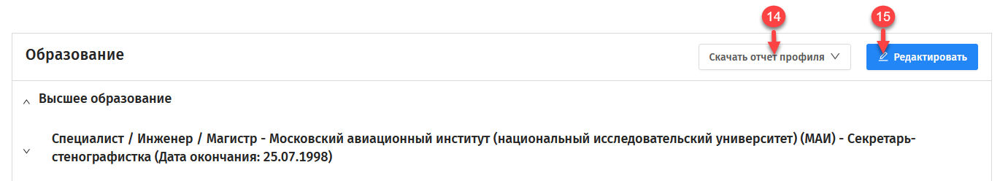 14 15
Образование
Скачать отчет профиля
Редактировать
Высшее образование
Специалист / Инженер / Магистр - Московский авиационный институт (национальный исследовательский университет) (МАИ) - Секретарь-
стенографистка (Дата окончания: 25.07.1998)